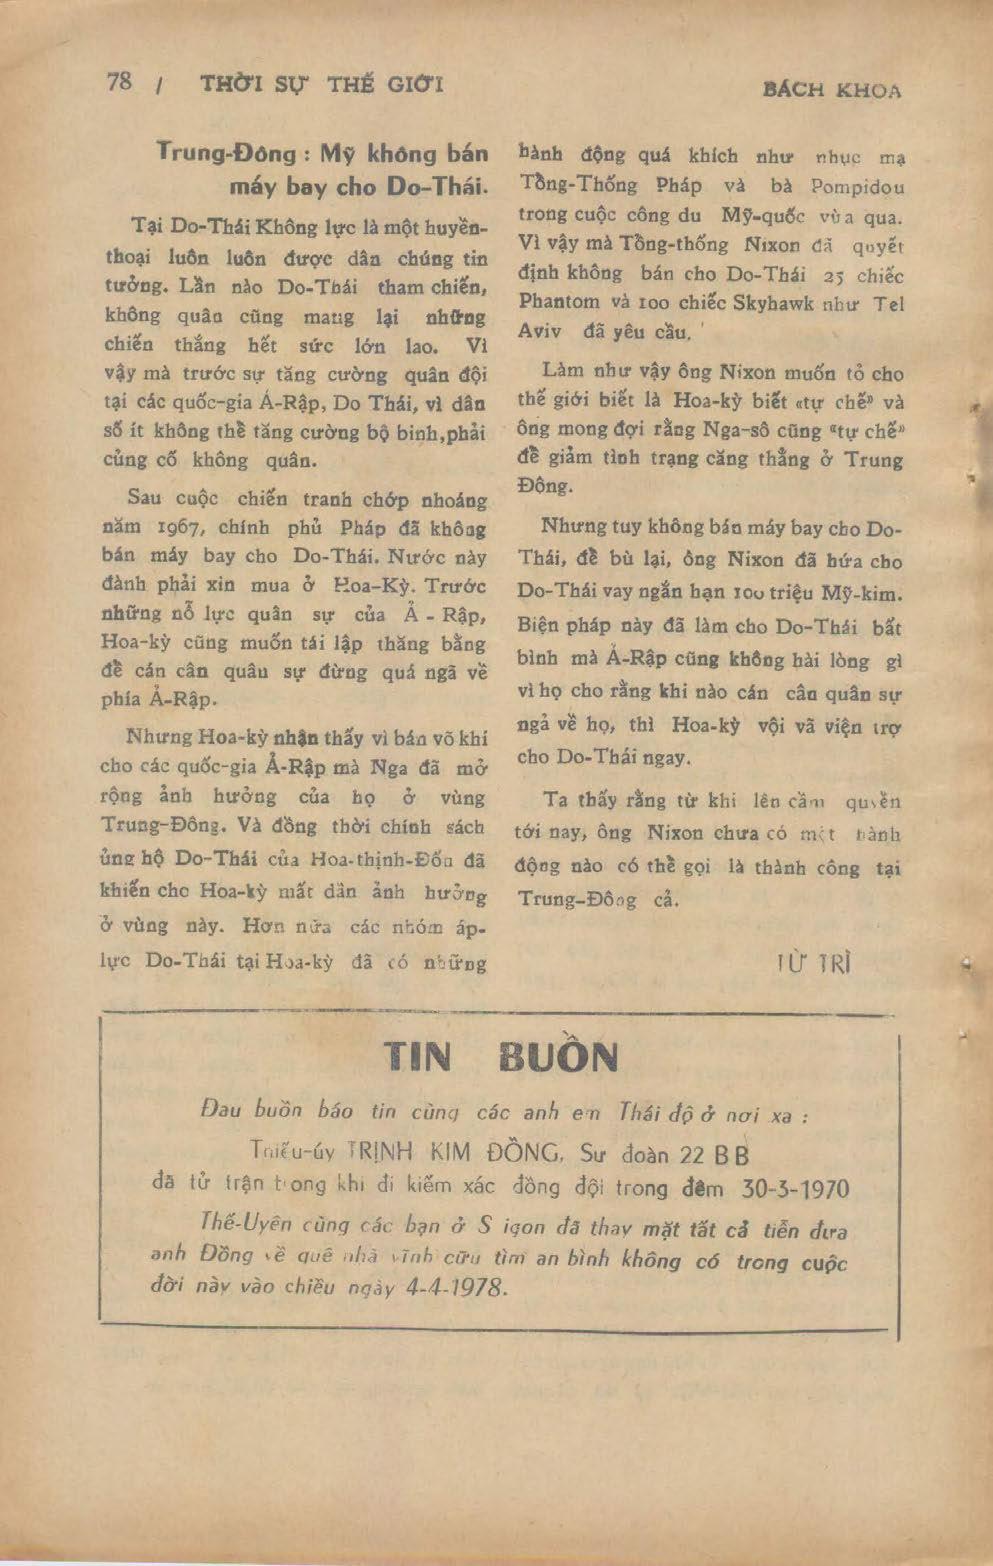 78 / THỜI SỰ THẾ GIỚI
BÁCH KHOA
Trung-Đông : Mỹ không bán
máy bay cho Do-Thái.
Tại Do-Thái Không lực là một huyền-
thoại luôn luôn được dân chúng tin
tưởng. Lần nào Do-Thái tham chiến,
không quân cũng mang lại những
chiến thắng hết sức lớn lao. Vì
vậy mà trước sự tăng cường quân đội
tại các quốc-gia Á-Rập, Do Thái, vì dân
số ít không thể tăng cường bộ binh,phải
củng cố không quân.
Sau cuộc chiến tranh chớp nhoáng
năm 1967, chính phủ Pháp đã không
bán máy bay cho Do-Thái. Nước này
đành phải xin mua ở Hoa-Kỳ. Trước
những nỗ lực quân sự của Ả - Rập,
Hoa-kỳ cũng muốn tái lập thăng bằng
để cán cân quân sự đừng quá ngã về
phía Ả-Rập.
Nhưng Hoa-kỳ nhận thấy vì bán võ khí
cho các quốc-gia Ả-Rập mà Nga đã mở
rộng ảnh hưởng của họ ở vùng
Trung-Đông. Và đồng thời chính sách
ủng hộ Do-Thái của Hoa-thịnh-Đốn đã
khiến cho Hoa-kỳ mất dần ảnh hưởng
ở vùng này. Hơn nữa các nhóm áp-
lực Do-Thái tại Hoa-kỳ đã có những
hành động quá khích như nhục mạ
Tổng-Thống Pháp và bà Pompidou
trong cuộc công du Mỹ-quốc vừa qua.
Vì vậy mà Tổng-thống Nixon đã quyết
định không bán cho Do-Thái 25 chiếc
Phantom và 100 chiếc Skyhawk như Tel
Aviv đã yêu cầu.
Làm như vậy ông Nixon muốn tỏ cho
thế giới biết là Hoa-kỳ biết «tự chế» và
ông mong đợi rằng Nga-sô cũng «tự chế»
để giảm tình trạng căng thẳng ở Trung
Đông.
Nhưng tuy không bán máy bay cho Do-
Thái, để bù lại, ông Nixon đã hứa cho
Do-Thái vay ngắn hạn 100 triệu Mỹ-kim.
Biện pháp này đã làm cho Do-Thái bất
bình mà Ả-Rập cũng không hài lòng gì
vì họ cho rằng khi nào cán cân quân sự
ngả về họ, thì Hoa-kỳ vội vã viện trợ
cho Do-Thái ngay.
Ta thấy rằng từ khi lên cầm quyền
tới nay, ông Nixon chưa có một hành
động nào có thể gọi là thành công tại
Trung-Đông cả.
TỪ TRÌ
TIN BUỒN
Đau buồn báo tin cùng các anh em Thái độ ở nơi xa :
Thiếu-úy TRỊNH KIM ĐỒNG, Sư đoàn 22 BB
đã tử trận trong khi đi kiếm xác đồng đội trong đêm 30-3-1970
Thế-Uyên cùng các bạn ở S igon đã thay mặt tất cả tiễn đưa
anh Đồng về quê nhà vĩnh cửu tìm an bình không có trong cuộc
đời này vào chiều ngày 4-4-1978.